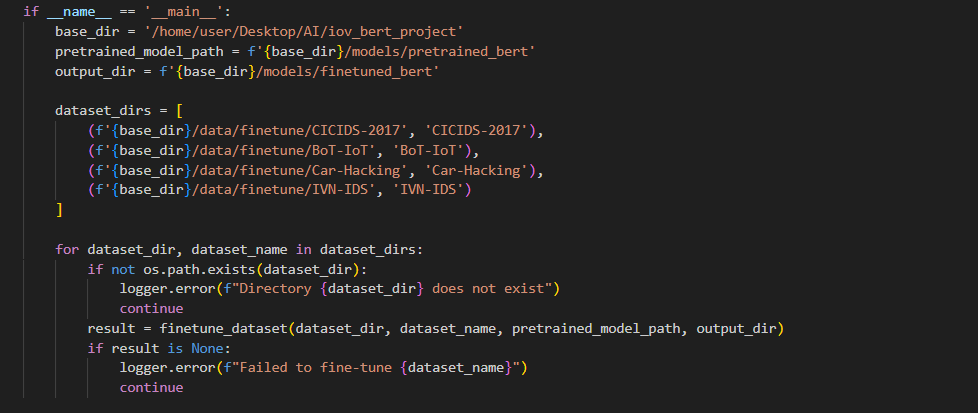 if __name__ == '__main__':
    base_dir = '/home/user/Desktop/AI/iov_bert_project'
    pretrained_model_path = f'{base_dir}/models/pretrained_bert'
    output_dir = f'{base_dir}/models/finetuned_bert'

    dataset_dirs = [
        (f'{base_dir}/data/finetune/CICIDS-2017', 'CICIDS-2017'),
        (f'{base_dir}/data/finetune/BoT-IoT', 'BoT-IoT'),
        (f'{base_dir}/data/finetune/Car-Hacking', 'Car-Hacking'),
        (f'{base_dir}/data/finetune/IVN-IDS', 'IVN-IDS')
    ]

    for dataset_dir, dataset_name in dataset_dirs:
        if not os.path.exists(dataset_dir):
            logger.error(f"Directory {dataset_dir} does not exist")
            continue
        result = finetune_dataset(dataset_dir, dataset_name, pretrained_model_path, output_dir)
        if result is None:
            logger.error(f"Failed to fine-tune {dataset_name}")
            continue